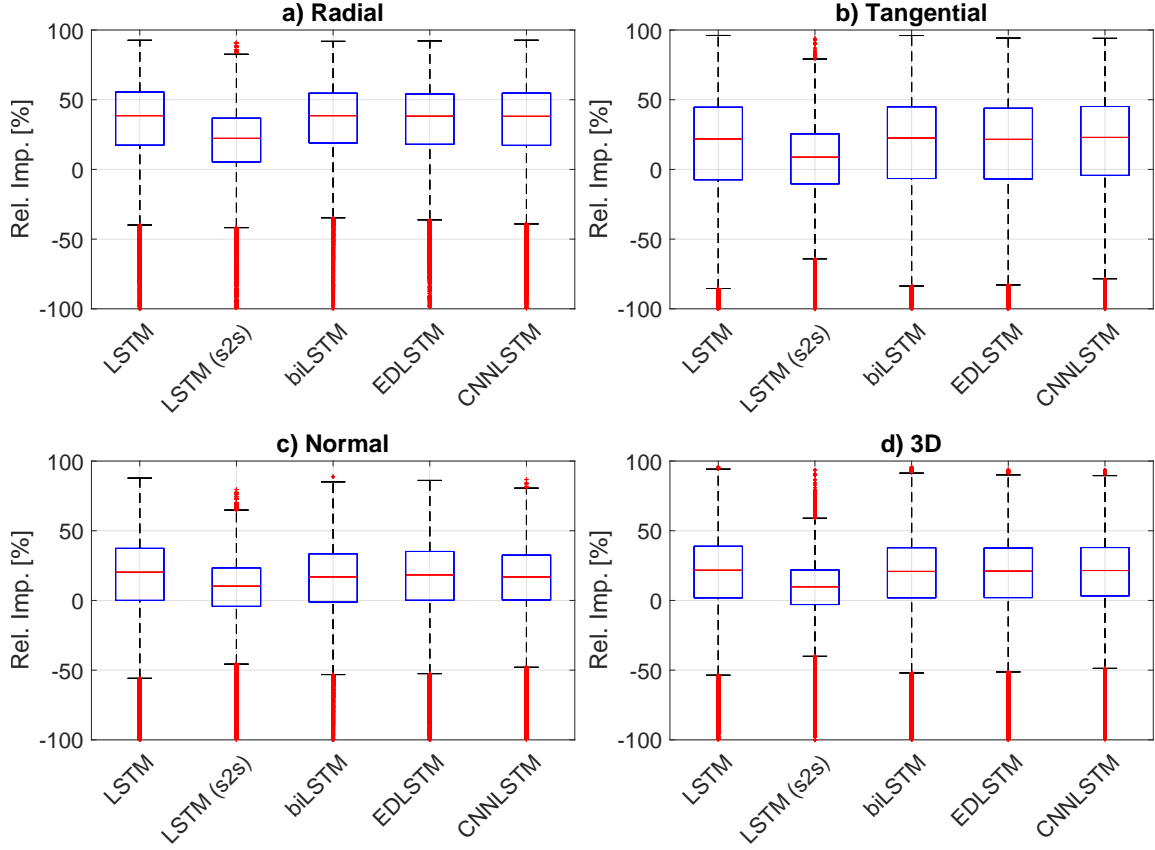 a) Radial
Rel. Imp. [%]
100
50
0
-50
-100
LSTM
LSTM (s2s)
biLSTM
EDLSTM
CNNLSTM
b) Tangential
Rel. Imp. [%]
100
50
0
-50
-100
LSTM
LSTM (s2s)
biLSTM
EDLSTM
CNNLSTM
c) Normal
Rel. Imp. [%]
100
50
0
-50
-100
LSTM
LSTM (s2s)
biLSTM
EDLSTM
CNNLSTM
d) 3D
Rel. Imp. [%]
100
50
0
-50
-100
LSTM
LSTM (s2s)
biLSTM
EDLSTM
CNNLSTM